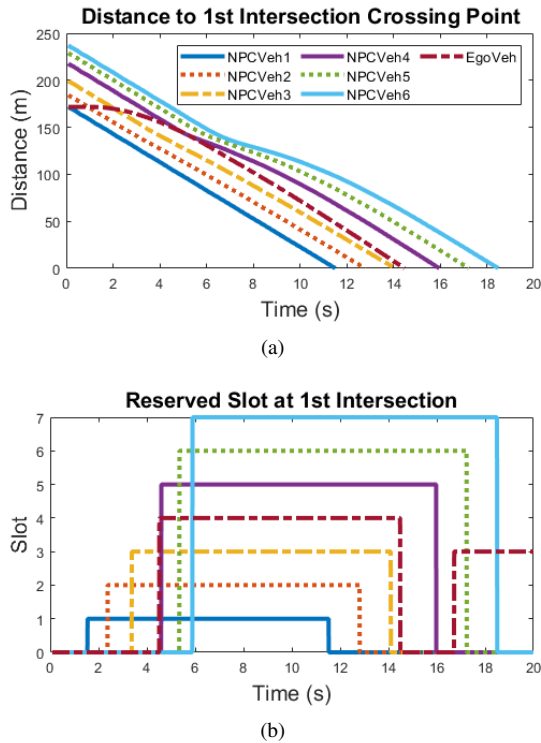 Distance to 1st Intersection Crossing Point
250
200
150
100
50
0
Distance (m)
NPCVeh1 NPCVeh4 EgoVeh
NPCVeh2 NPCVeh5
NPCVeh3 NPCVeh6
0 2 4 6 8 10 12 14 16 18 20
Time (s)
(a)
Reserved Slot at 1st Intersection
7
6
5
4
3
2
1
0
Slot
0 2 4 6 8 10 12 14 16 18 20
Time (s)
(b)